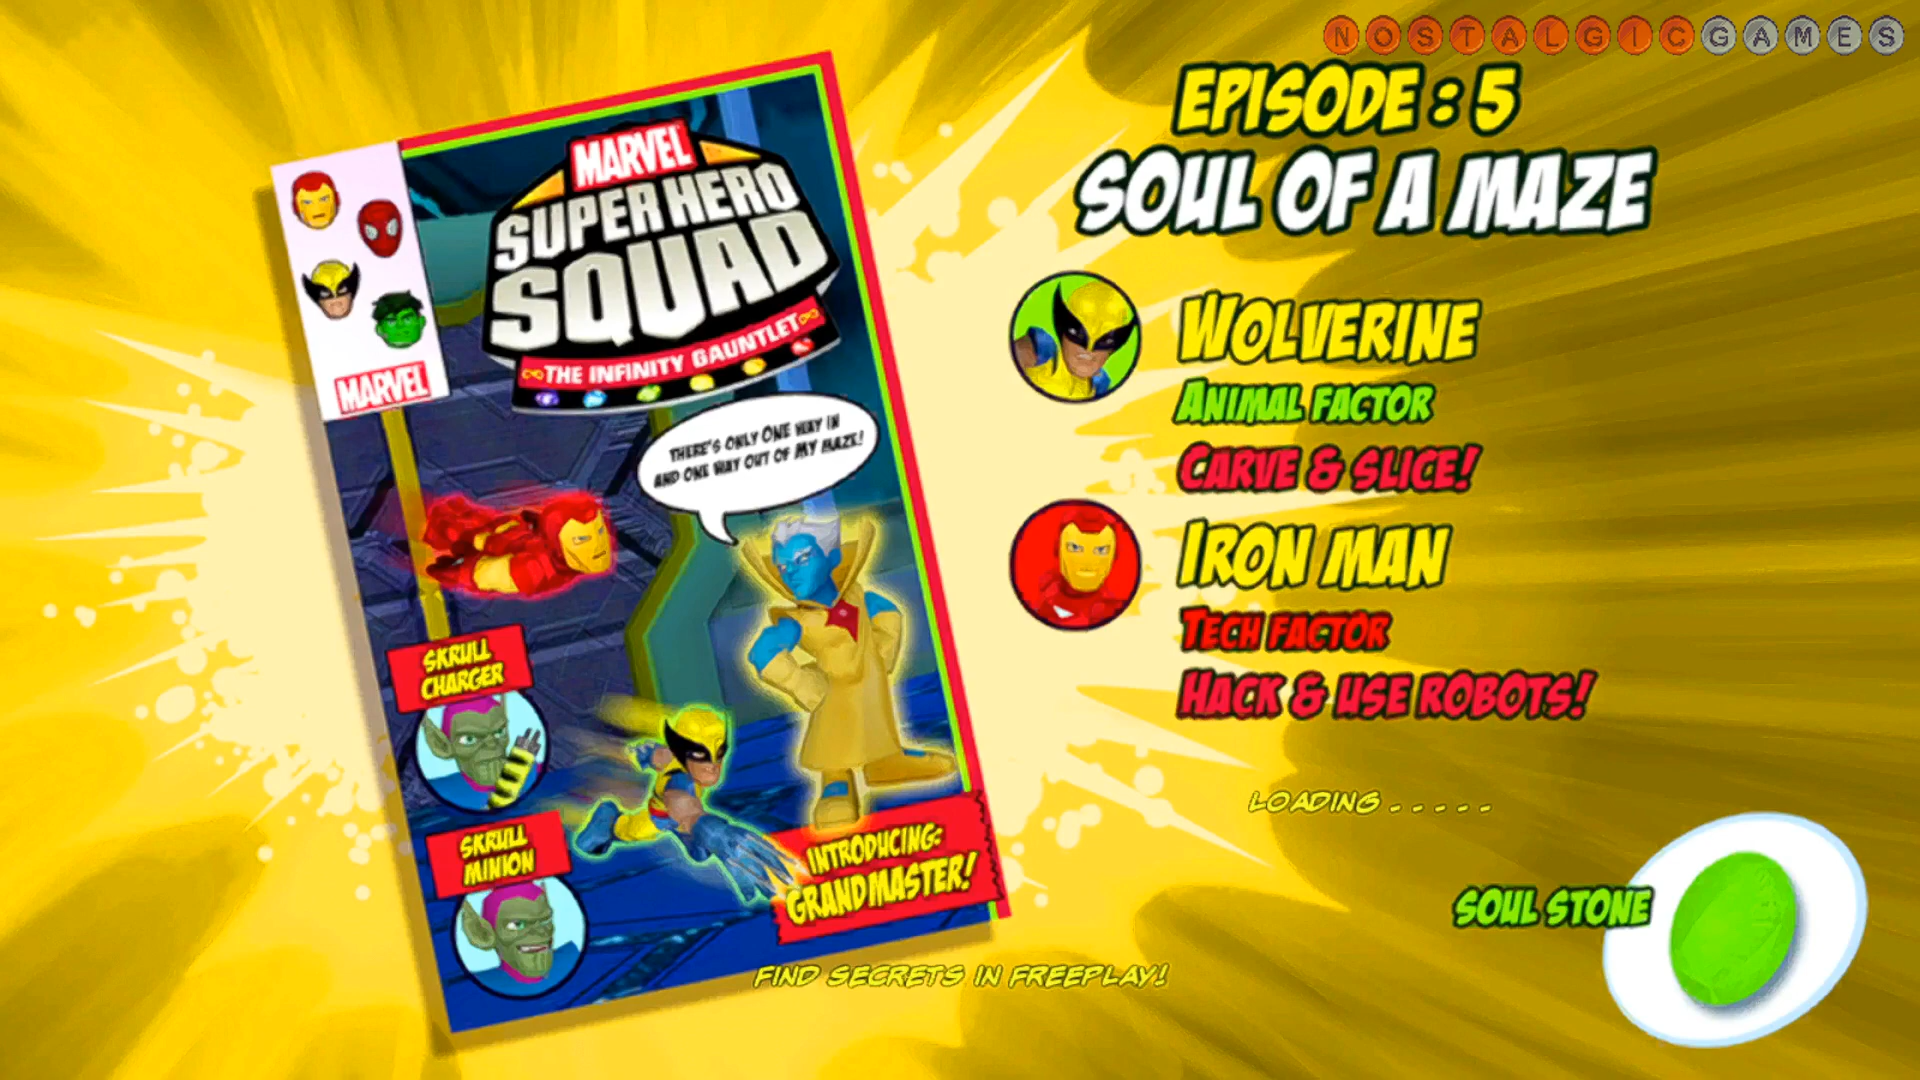 NOSTALGICGAMES
EPISODE : 5
SOUL OF A MAZE
MARVEL
SUPER HERO
SQUAD
THE INFINITY GAUNTLET
MARVEL
THERE'S ONLY ONE WAY IN
AND ONE WAY OUT OF MY MAZE!
SKRULL
CHARGER
SKRULL
MINION
INTRODUCING:
GRANDMASTER!
WOLVERINE
ANIMAL FACTOR
CARVE & SLICE!
IRON MAN
TECH FACTOR
HACK & USE ROBOTS!
LOADING . . . . .
SOUL STONE
FIND SECRETS IN FREEPLAY!